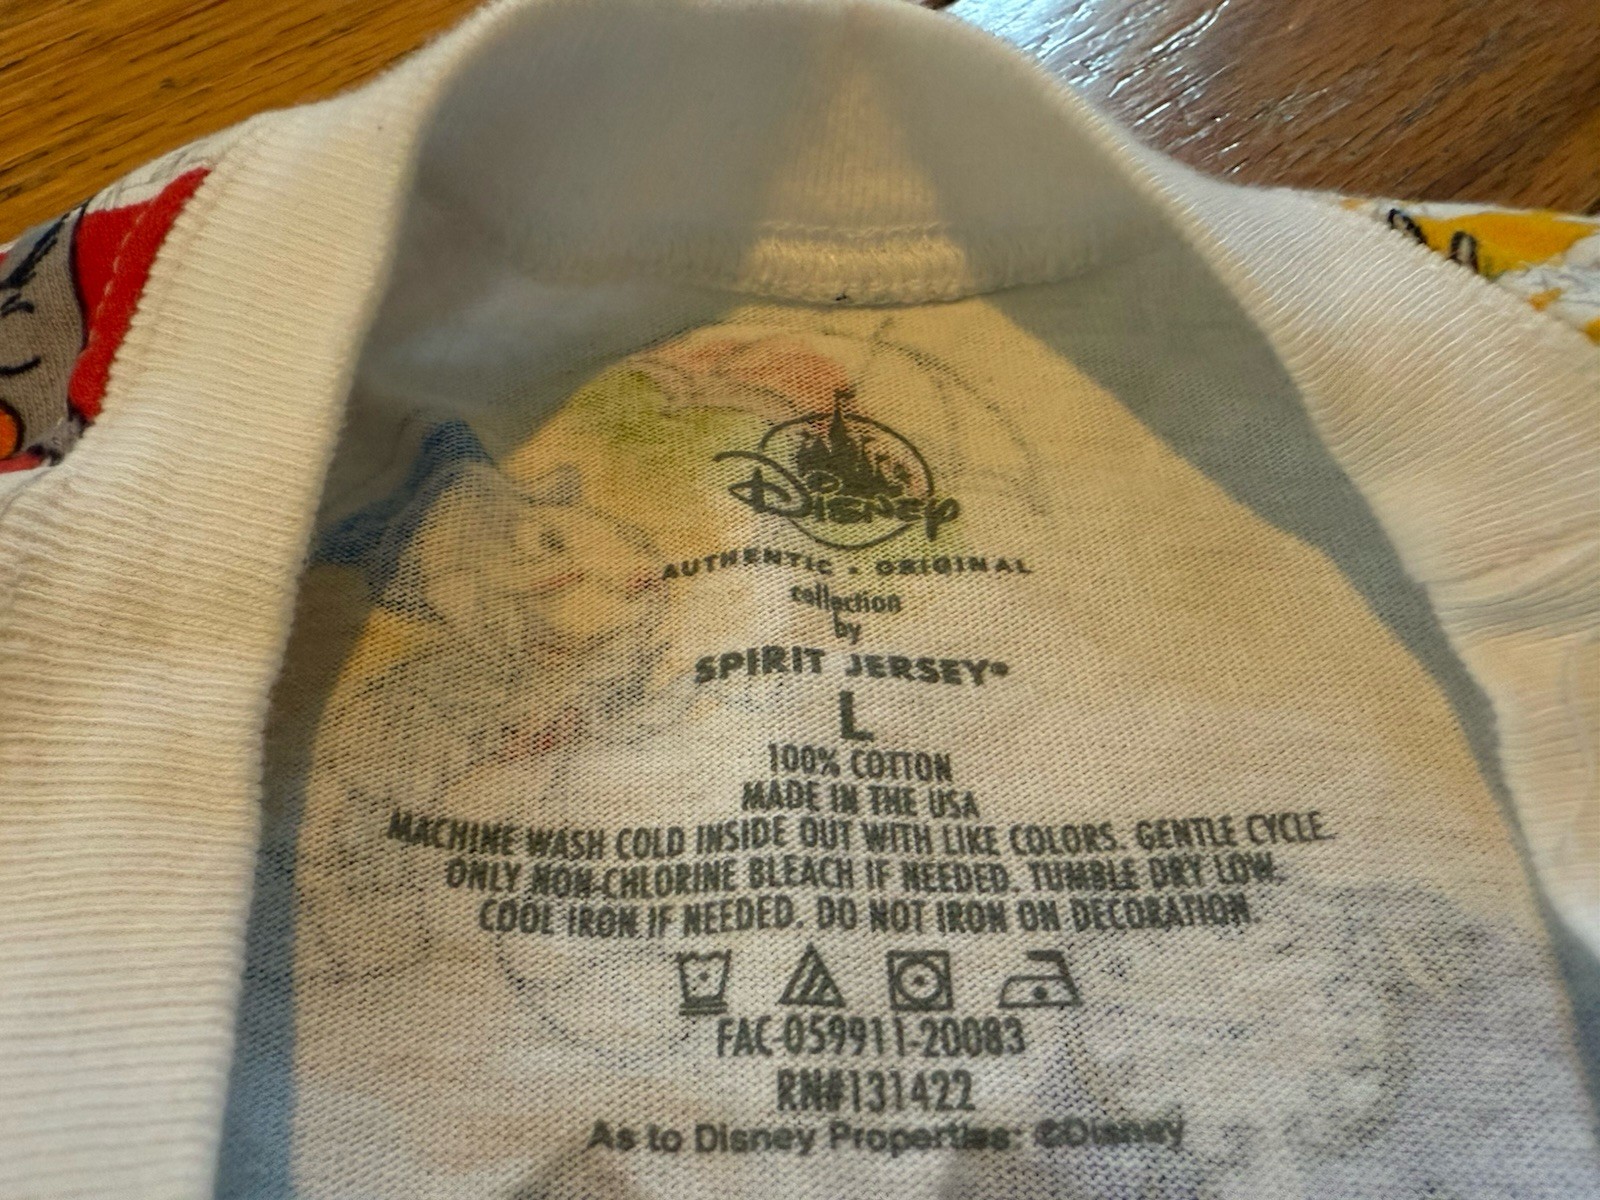 Disney
AUTHENTIC • ORIGINAL
collection
by
SPIRIT JERSEY®
L
100% COTTON
MADE IN THE USA
MACHINE WASH COLD INSIDE OUT WITH LIKE COLORS. GENTLE CYCLE.
ONLY NON-CHLORINE BLEACH IF NEEDED. TUMBLE DRY LOW.
COOL IRON IF NEEDED. DO NOT IRON ON DECORATION.
FAC-059911-20083
RN#131422
As to Disney Properties: ©Disney